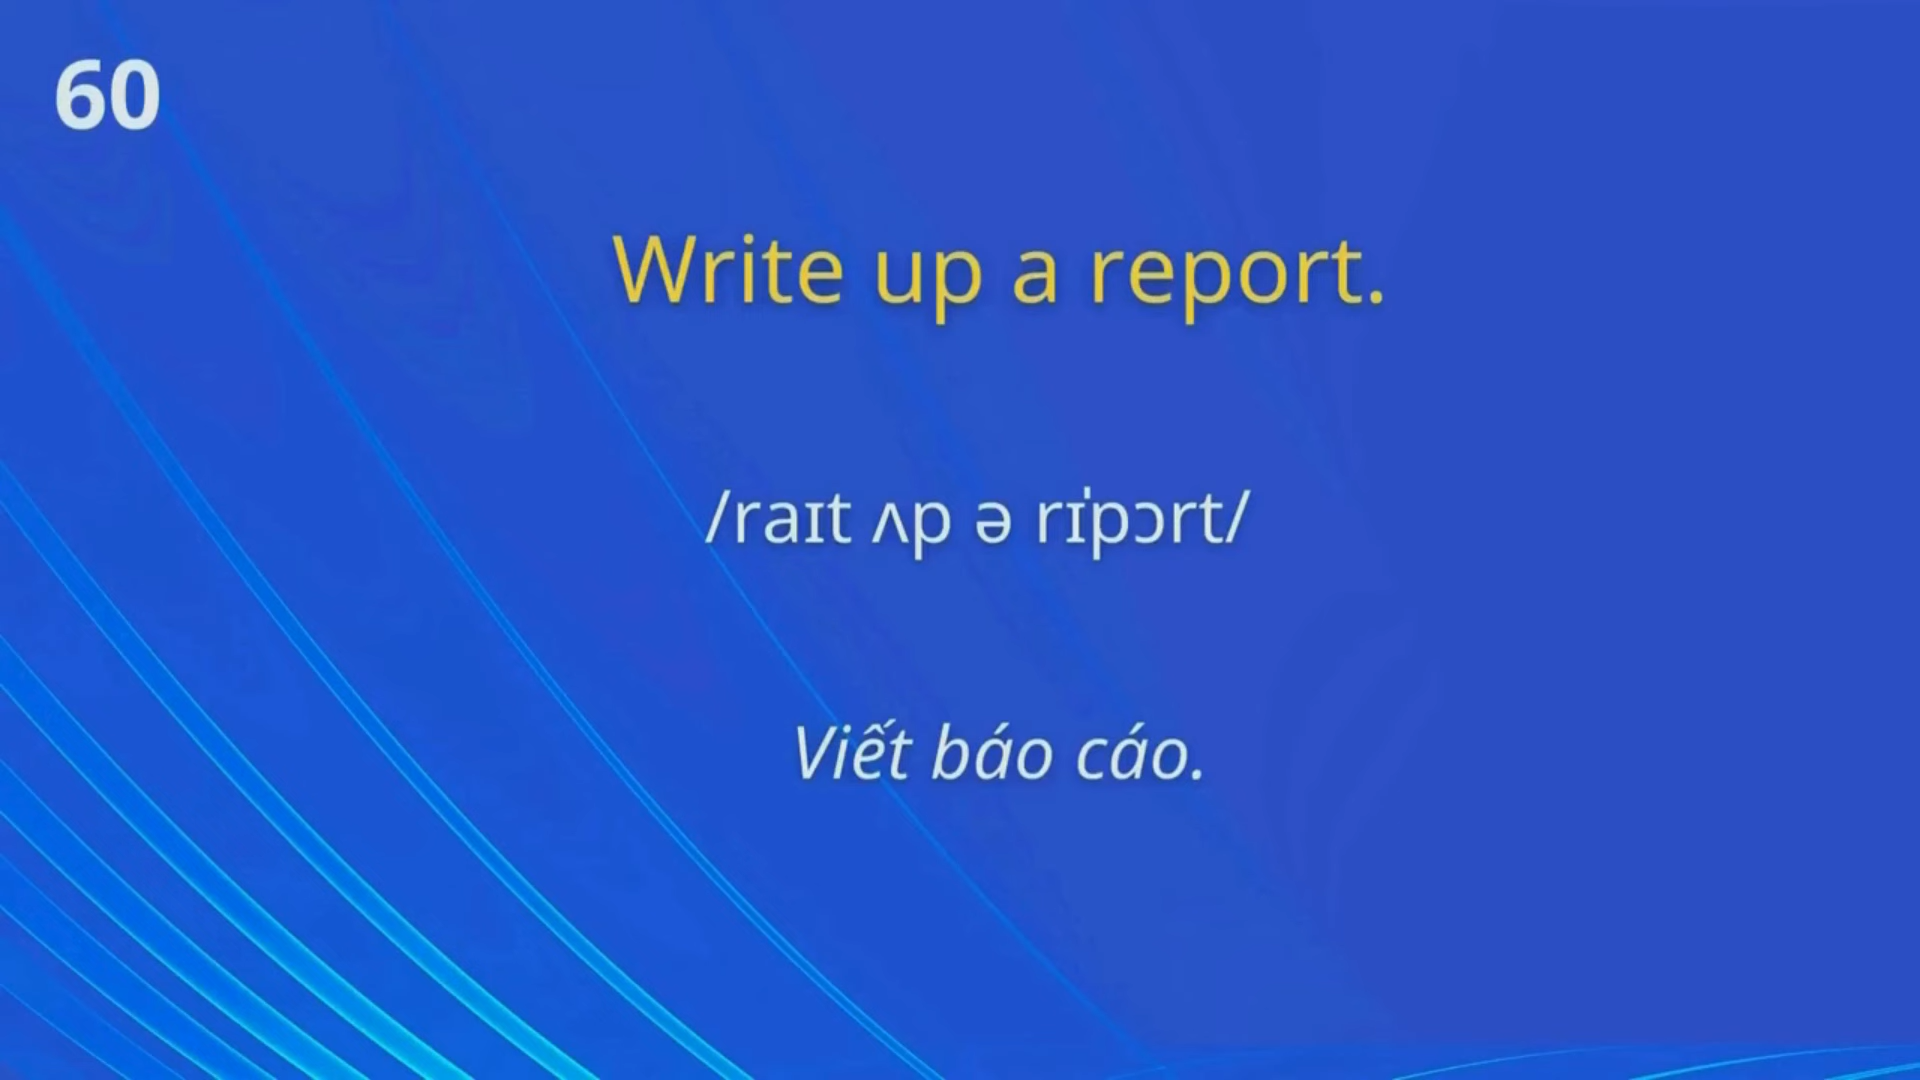 60
Write up a report.
/raɪt ʌp ə rɪˈpɔrt/
Viết báo cáo.